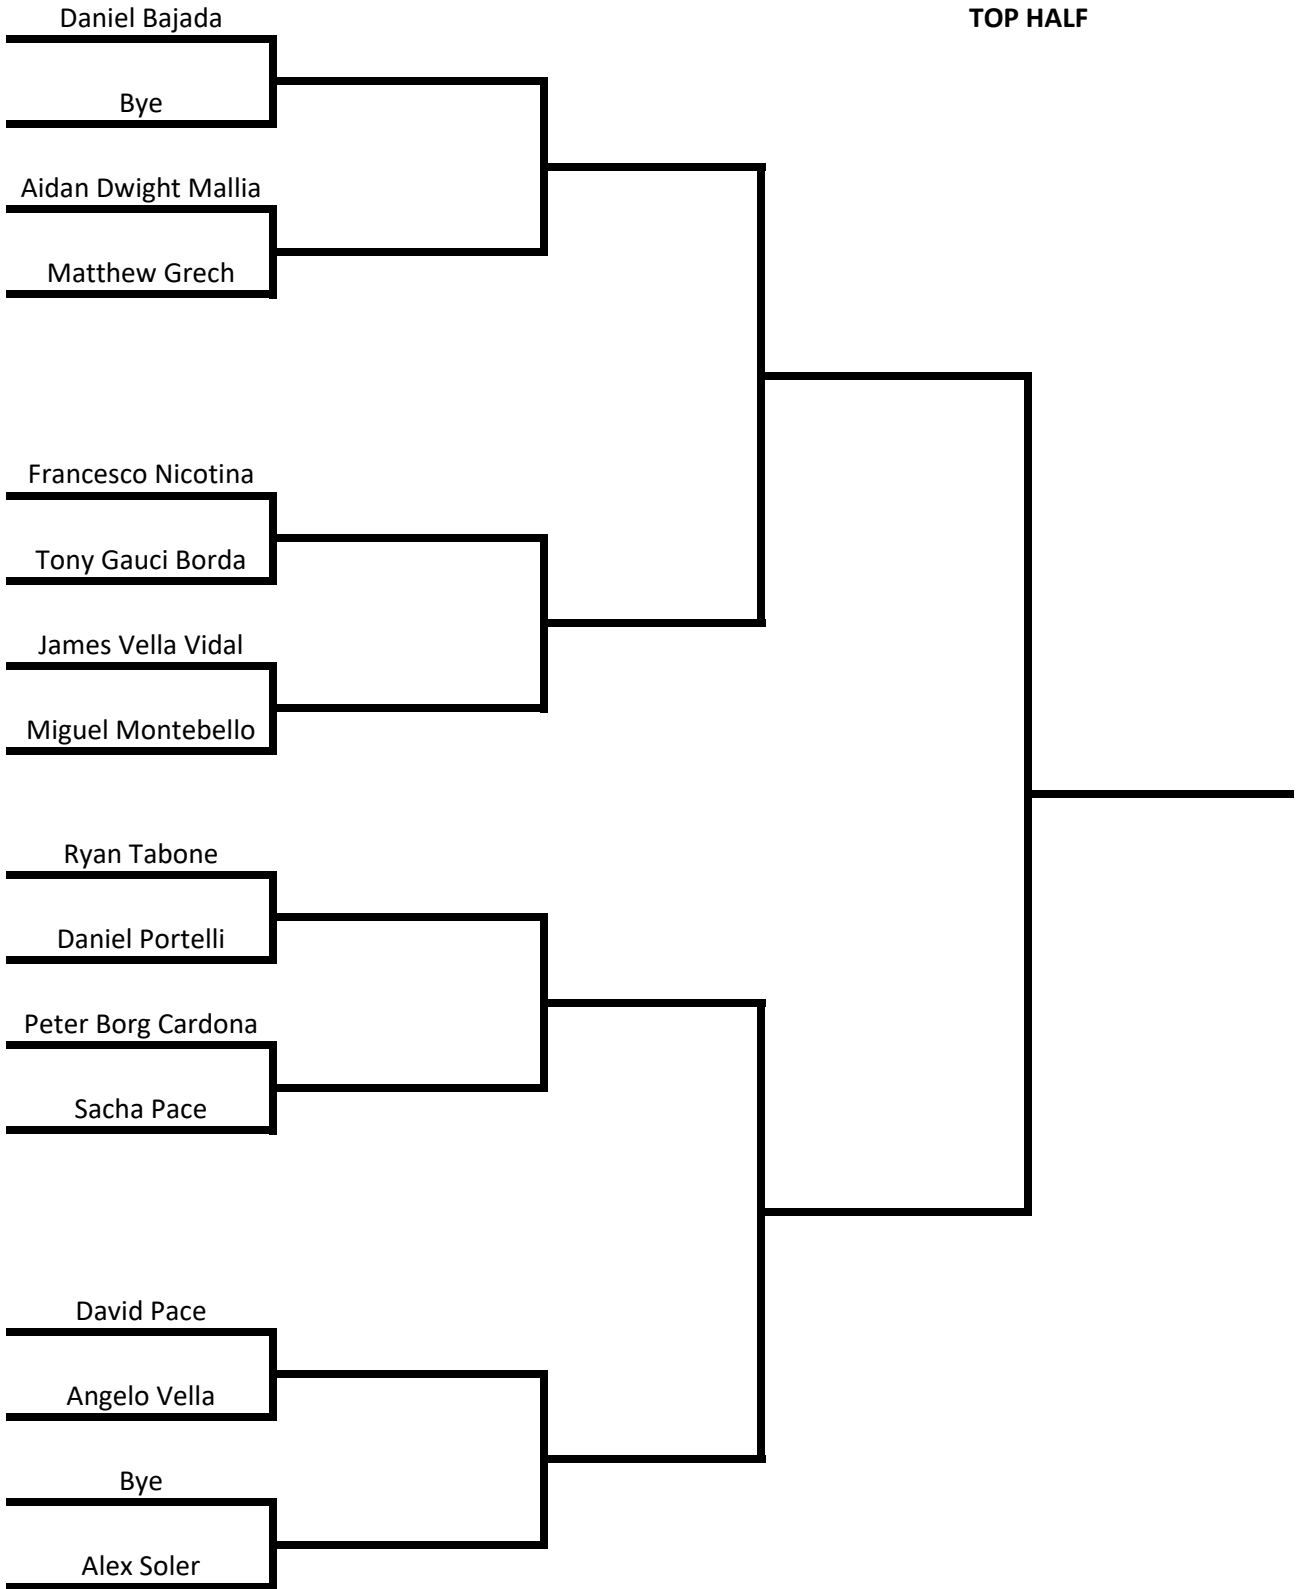 Daniel Bajada
TOP HALF
Bye
Aidan Dwight Mallia
Matthew Grech
Francesco Nicotina
Tony Gauci Borda
James Vella Vidal
Miguel Montebello
Ryan Tabone
Daniel Portelli
Peter Borg Cardona
Sacha Pace
David Pace
Angelo Vella
Bye
Alex Soler